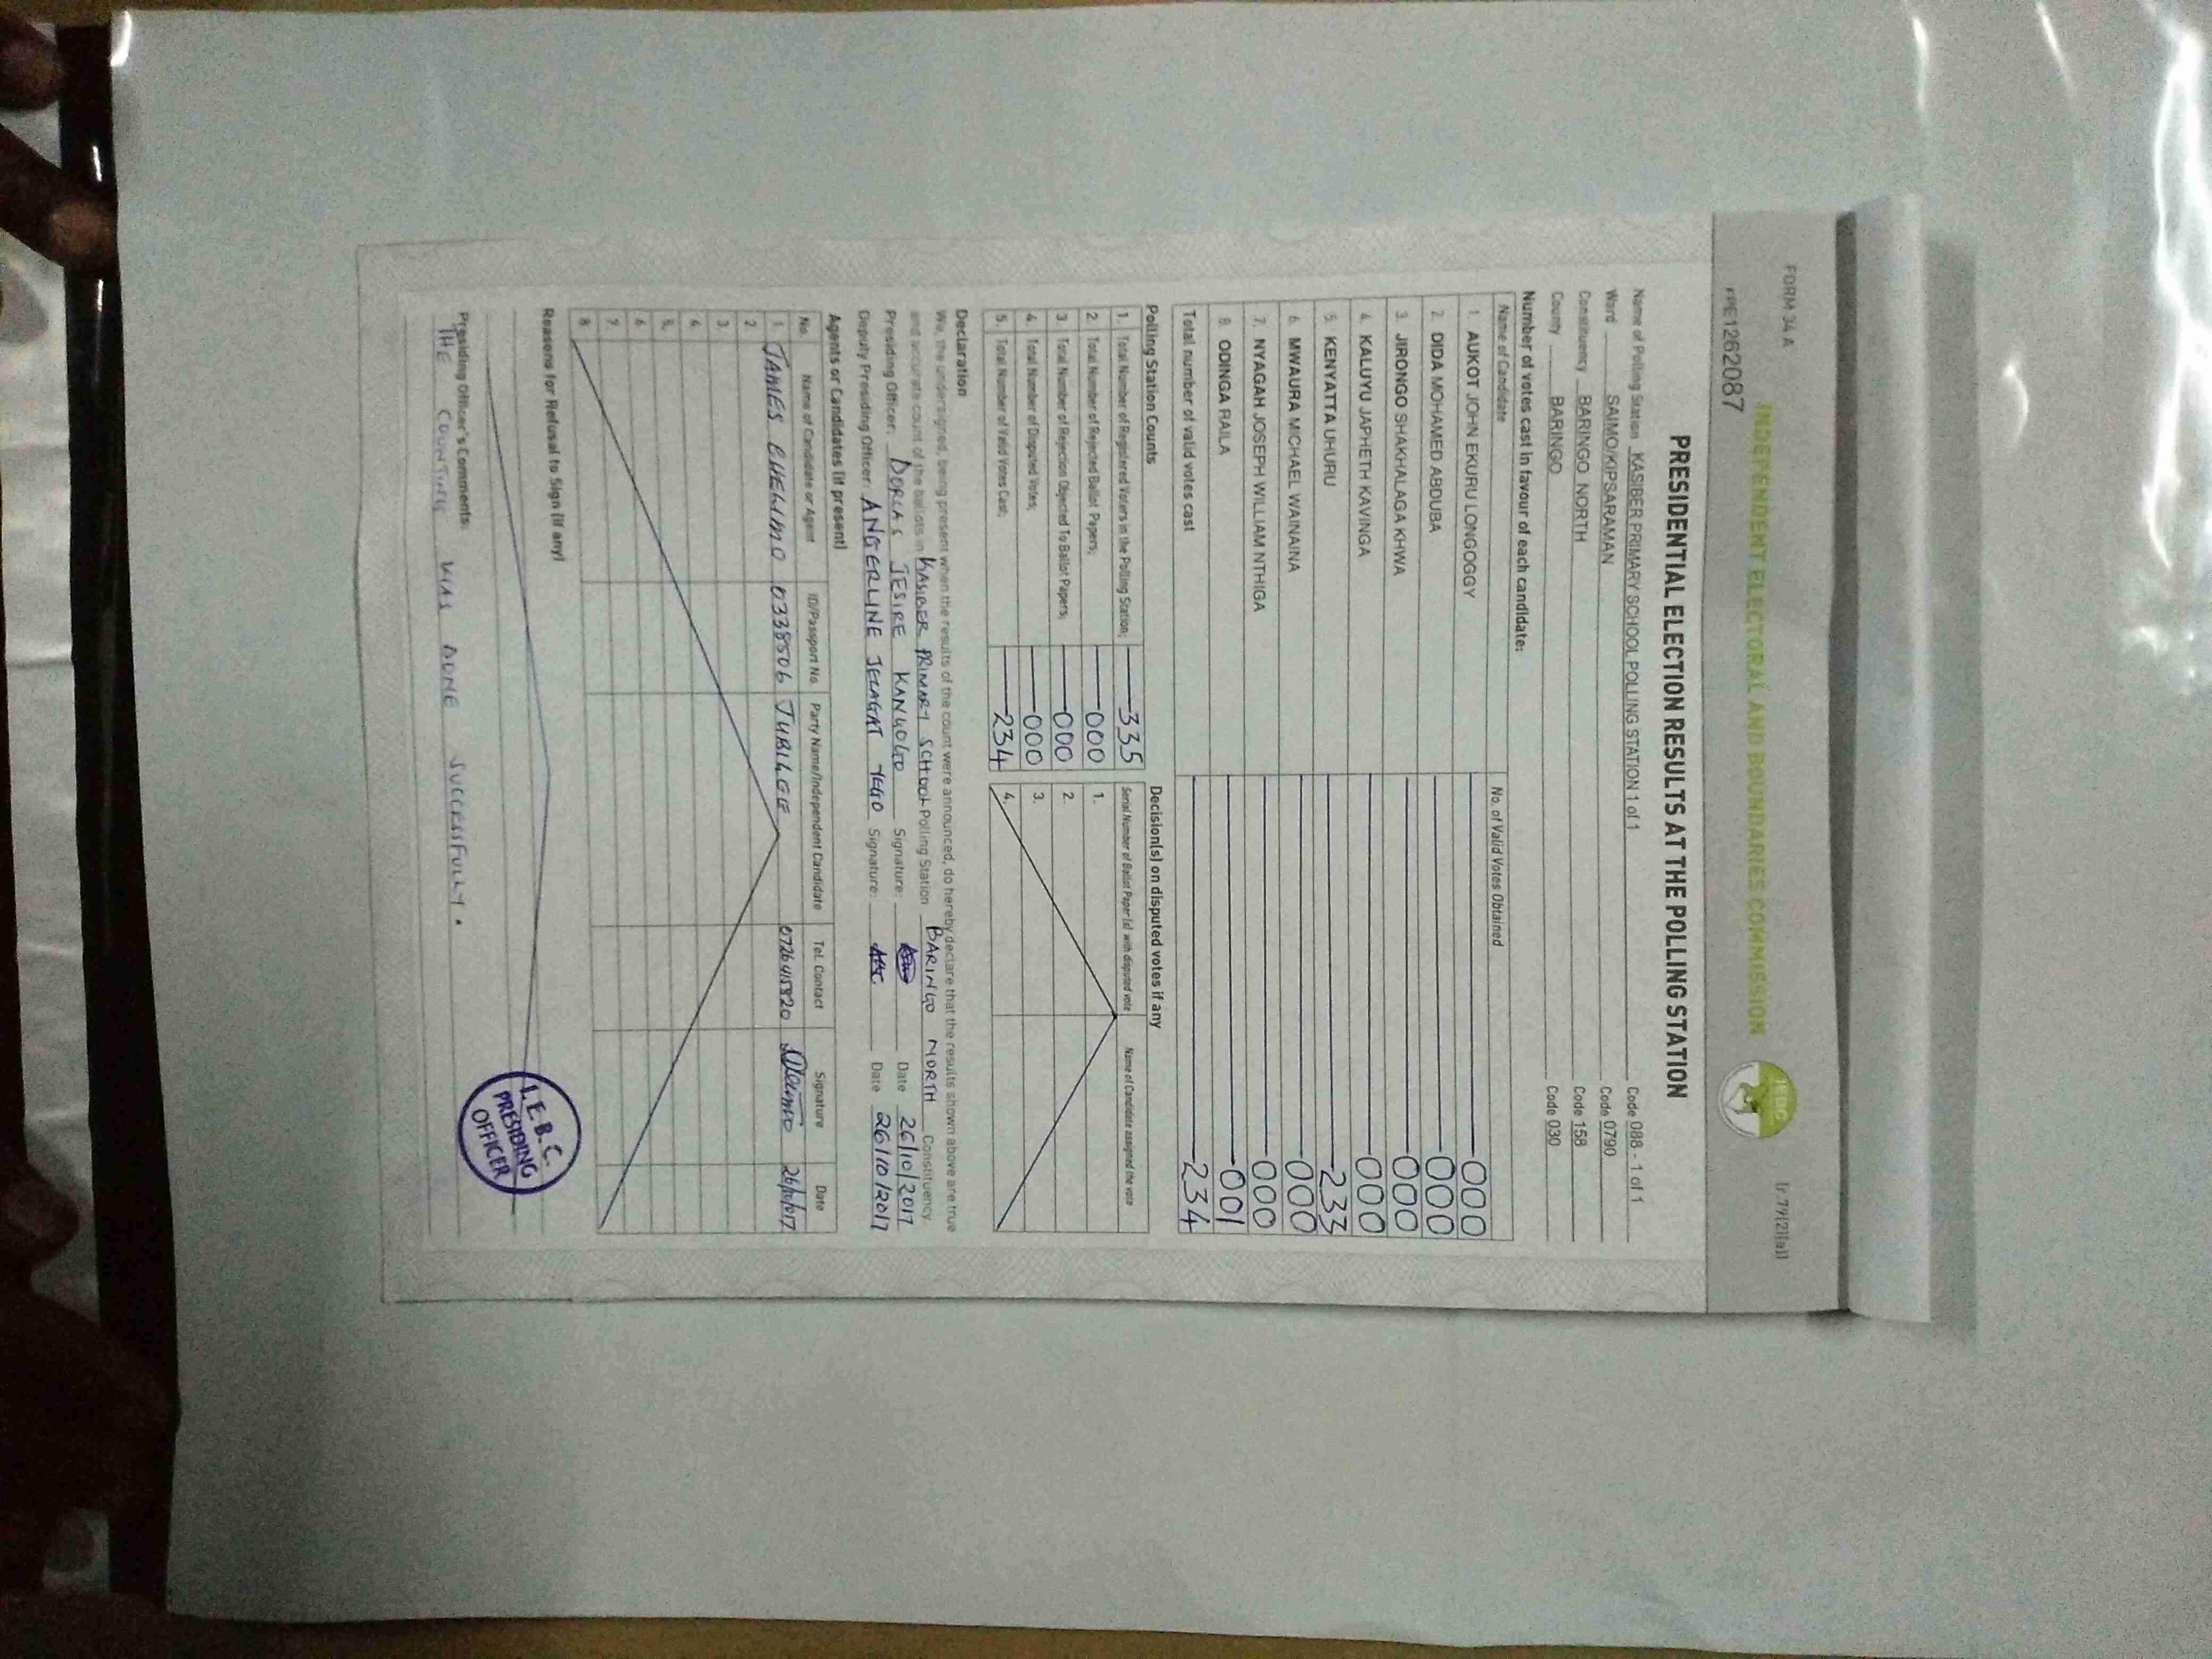 FORM 34 A
[r.79(2)(a)]
INDEPENDENT ELECTORAL AND BOUNDARIES COMMISSION
IEBC
FPE1262087
PRESIDENTIAL ELECTION RESULTS AT THE POLLING STATION
Name of Polling Station KASIBER PRIMARY SCHOOL POLLING STATION 1 of 1 Code 088 - 1 of 1
Ward SAIMO/KIPSARAMAN Code 0790
Constituency BARINGO NORTH Code 158
County BARINGO Code 030
Number of votes cast in favour of each candidate:
Name of Candidate No. of Valid Votes Obtained
1. AUKOT JOHN EKURU LONGOGGY 000
2. DIDA MOHAMED ABDUBA 000
3. JIRONGO SHAKHALAGA KHWA 000
4. KALUYU JAPHETH KAVINGA 000
5. KENYATTA UHURU 233
6. MWAURA MICHAEL WAINAINA 000
7. NYAGAH JOSEPH WILLIAM NTHIGA 000
8. ODINGA RAILA 001
Total number of valid votes cast 234
Polling Station Counts
1. Total Number of Registered Voters in the Polling Station; 335
2. Total Number of Rejected Ballot Papers; 000
3. Total Number of Rejection Objected To Ballot Papers; 000
4. Total Number of Disputed Votes; 000
5. Total Number of Valid Votes Cast; 234
Decision(s) on disputed votes if any
Serial Number of Ballot Paper (s) with disputed vote Name of Candidate assigned the vote
1.
2.
3.
4.
Declaration
We, the undersigned, being present when the results of the count were announced, do hereby declare that the results shown above are true
and accurate count of the ballots in KASIBER PRIMARY SCHOOL Polling Station BARINGO NORTH Constituency.
Presiding Officer: DORCAS JESIRE KANGOGO Signature: Date 26/10/2017
Deputy Presiding Officer: ANGERLINE JELAGAT YEGO Signature: Date 26/10/2017
Agents or Candidates (if present)
No. Name of Candidate or Agent ID/Passport No. Party Name/Independent Candidate Tel. Contact Signature Date
1. JAMES CHELIMO 0338506 JUBILEE 26/10/017
2.
3.
4.
5.
6.
7.
8
Reasons for Refusal to Sign (if any)
Presiding Officer's Comments:
THE COUNTING WAS DONE SUCCESSFULLY.
I.E.B.C.
PRESIDING
OFFICER